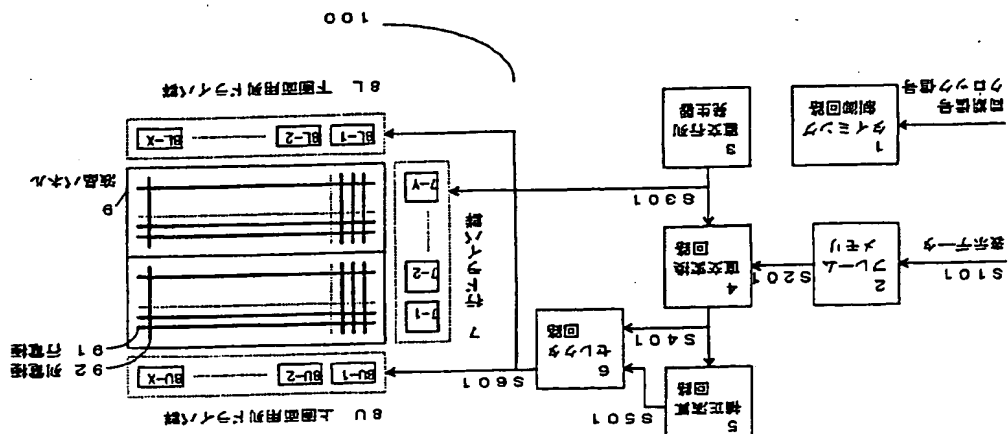 8U 上画面用列ドライバ群
5
補正演算
回路
S501
8U-1
8U-2
8U-X
92 列電極
91 行電極
S401
6
セレクタ
回路
S601
7 行ドライバ群
7-1
7-2
7-Y
S101
表示データ
2
フレーム
メモリ
S201
4
直交変換
回路
S301
9
液晶パネル
同期信号
クロック信号
1
タイミング
制御回路
3
直交行列
発生器
8L-1
8L-2
8L-X
8L 下画面用列ドライバ群
100